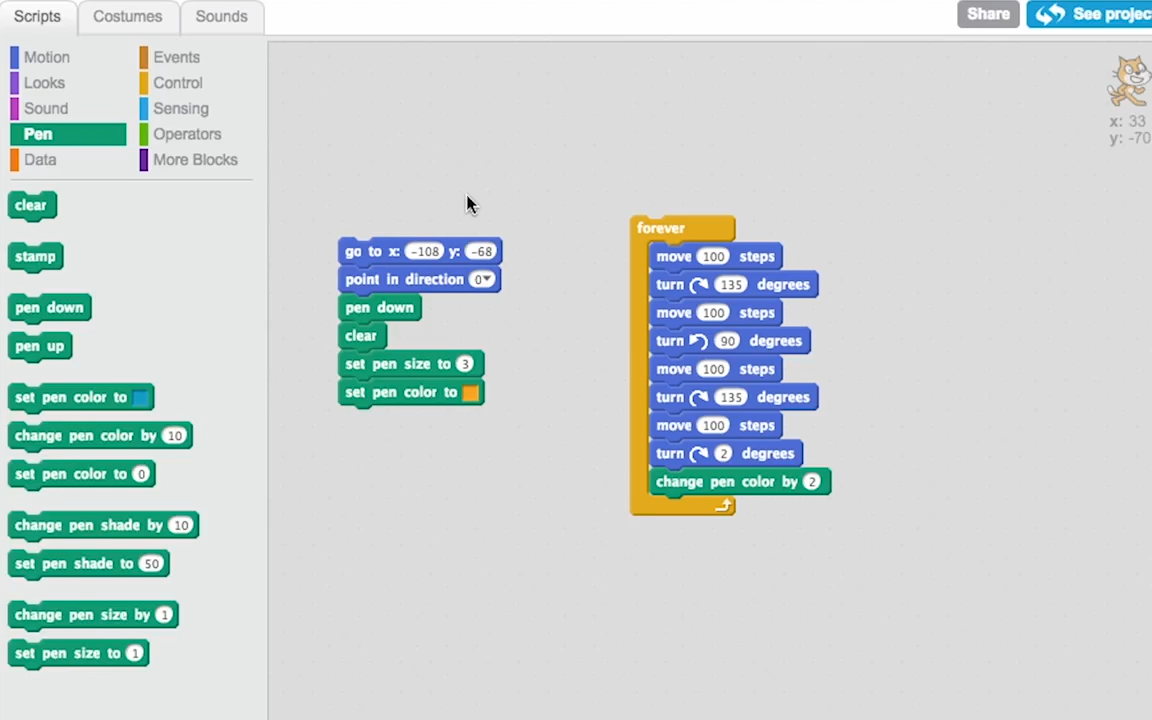 Scripts Costumes Sounds
Share See projec
Motion Events
Looks Control
Sound Sensing
Pen Operators
Data More Blocks
x: 33
y: -70
clear
stamp
pen down
pen up
set pen color to
change pen color by 10
set pen color to 0
change pen shade by 10
set pen shade to 50
change pen size by 1
set pen size to 1
go to x: -108 y: -68
point in direction 0
pen down
clear
set pen size to 3
set pen color to
forever
move 100 steps
turn 135 degrees
move 100 steps
turn 90 degrees
move 100 steps
turn 135 degrees
move 100 steps
turn 2 degrees
change pen color by 2